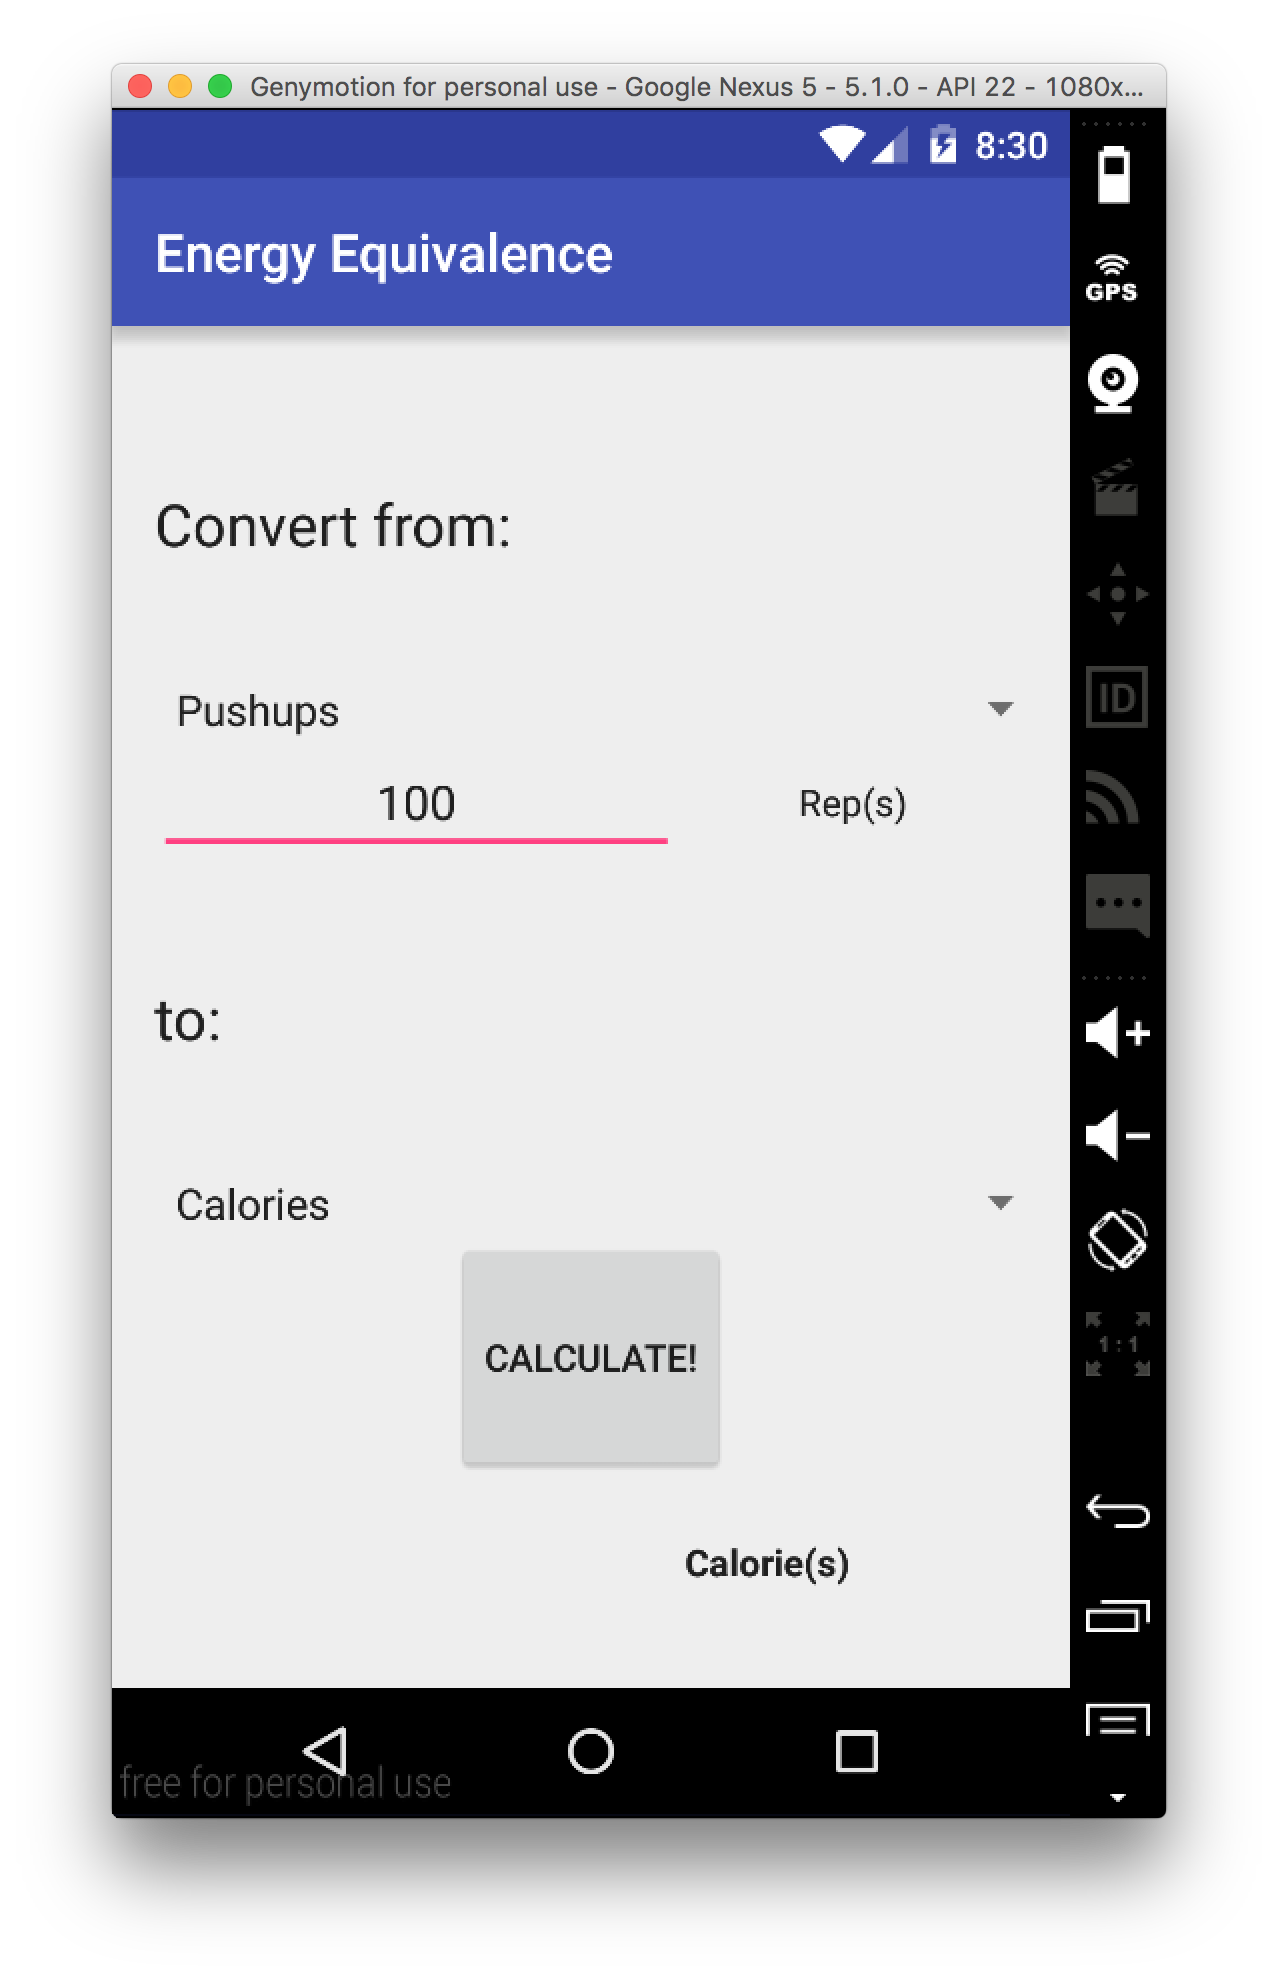 Genymotion for personal use - Google Nexus 5 - 5.1.0 - API 22 - 1080x...
8:30
Energy Equivalence
GPS
Convert from:
ID
Pushups
100 Rep(s)
to:
Calories
1:1
CALCULATE!
Calorie(s)
free for personal use